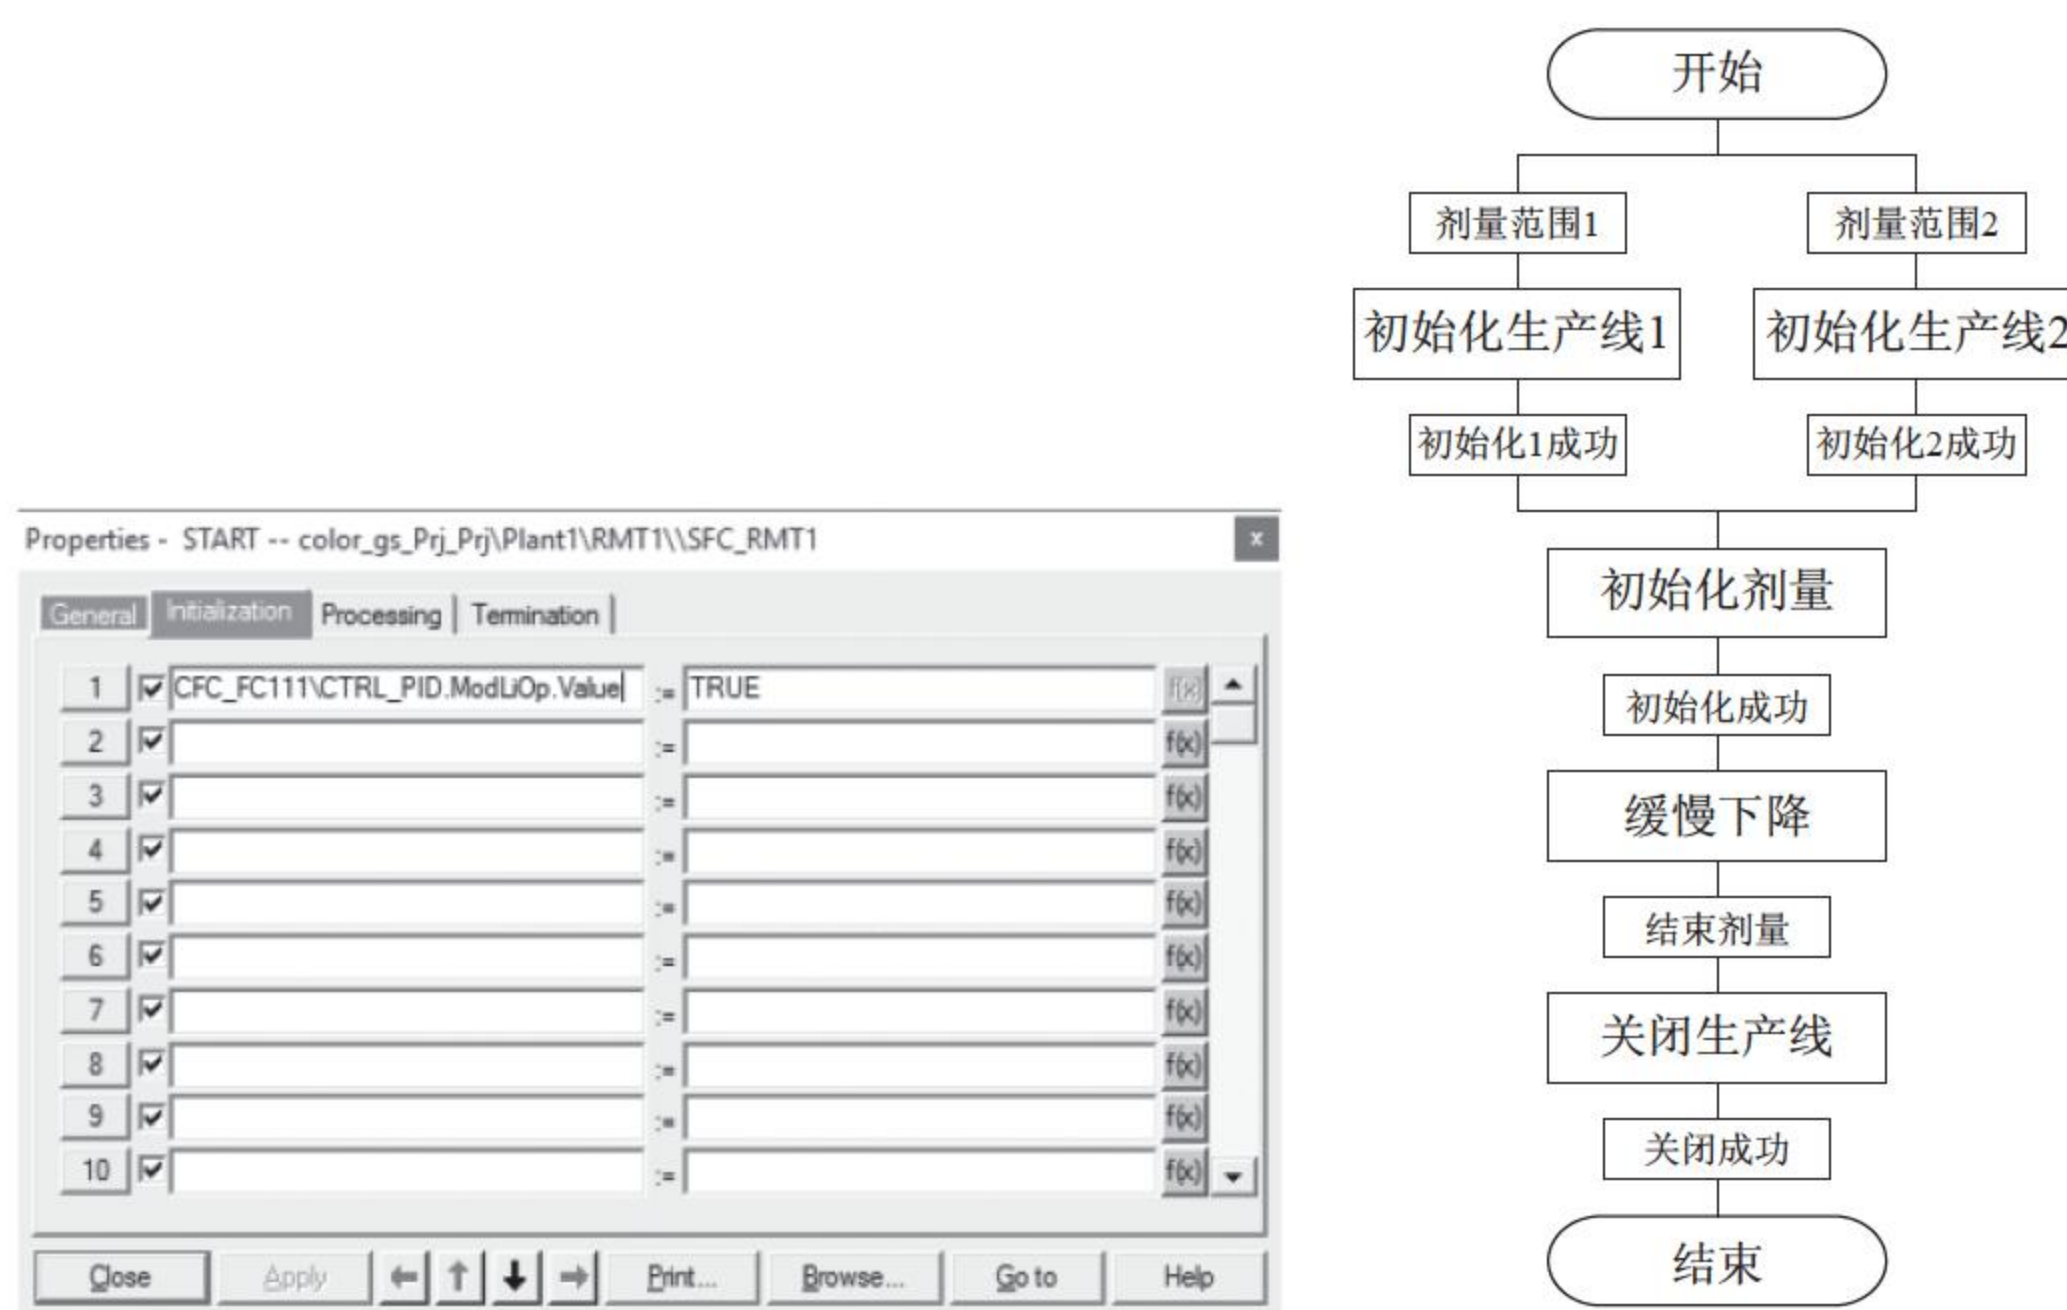 Properties - START -- color_gs_Prj_Prj\Plant1\RMT1\\SFC_RMT1
x
General Initialization Processing Termination
1 CFC_FC111\CTRL_PID.ModLiOp.Value := TRUE f(x)
2 := f(x)
3 := f(x)
4 := f(x)
5 := f(x)
6 := f(x)
7 := f(x)
8 := f(x)
9 := f(x)
10 := f(x)
Close Apply Print... Browse... Go to Help
开始
剂量范围1 剂量范围2
初始化生产线1 初始化生产线2
初始化1成功 初始化2成功
初始化剂量
初始化成功
缓慢下降
结束剂量
关闭生产线
关闭成功
结束